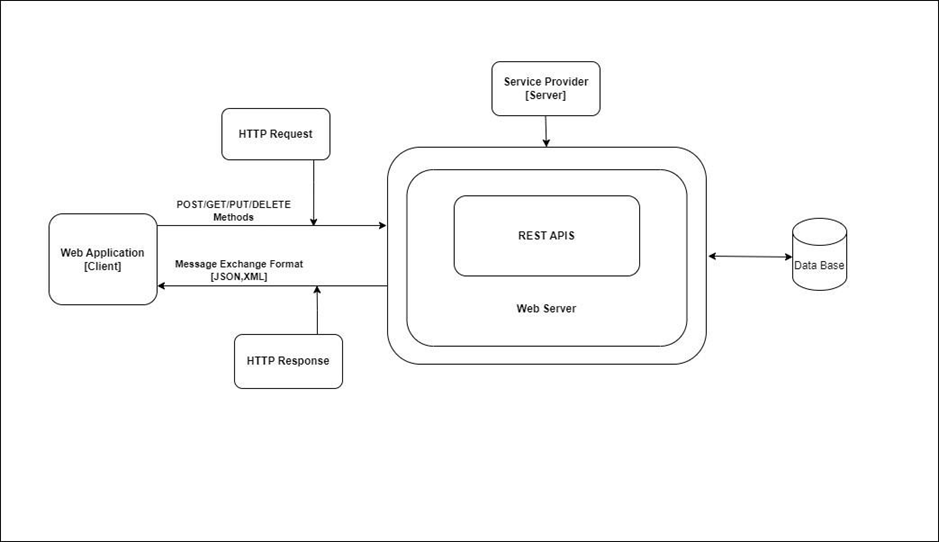 Service Provider
[Server]
HTTP Request
POST/GET/PUT/DELETE
Methods
Web Application
[Client]
Message Exchange Format
[JSON,XML]
HTTP Response
REST APIS
Web Server
Data Base